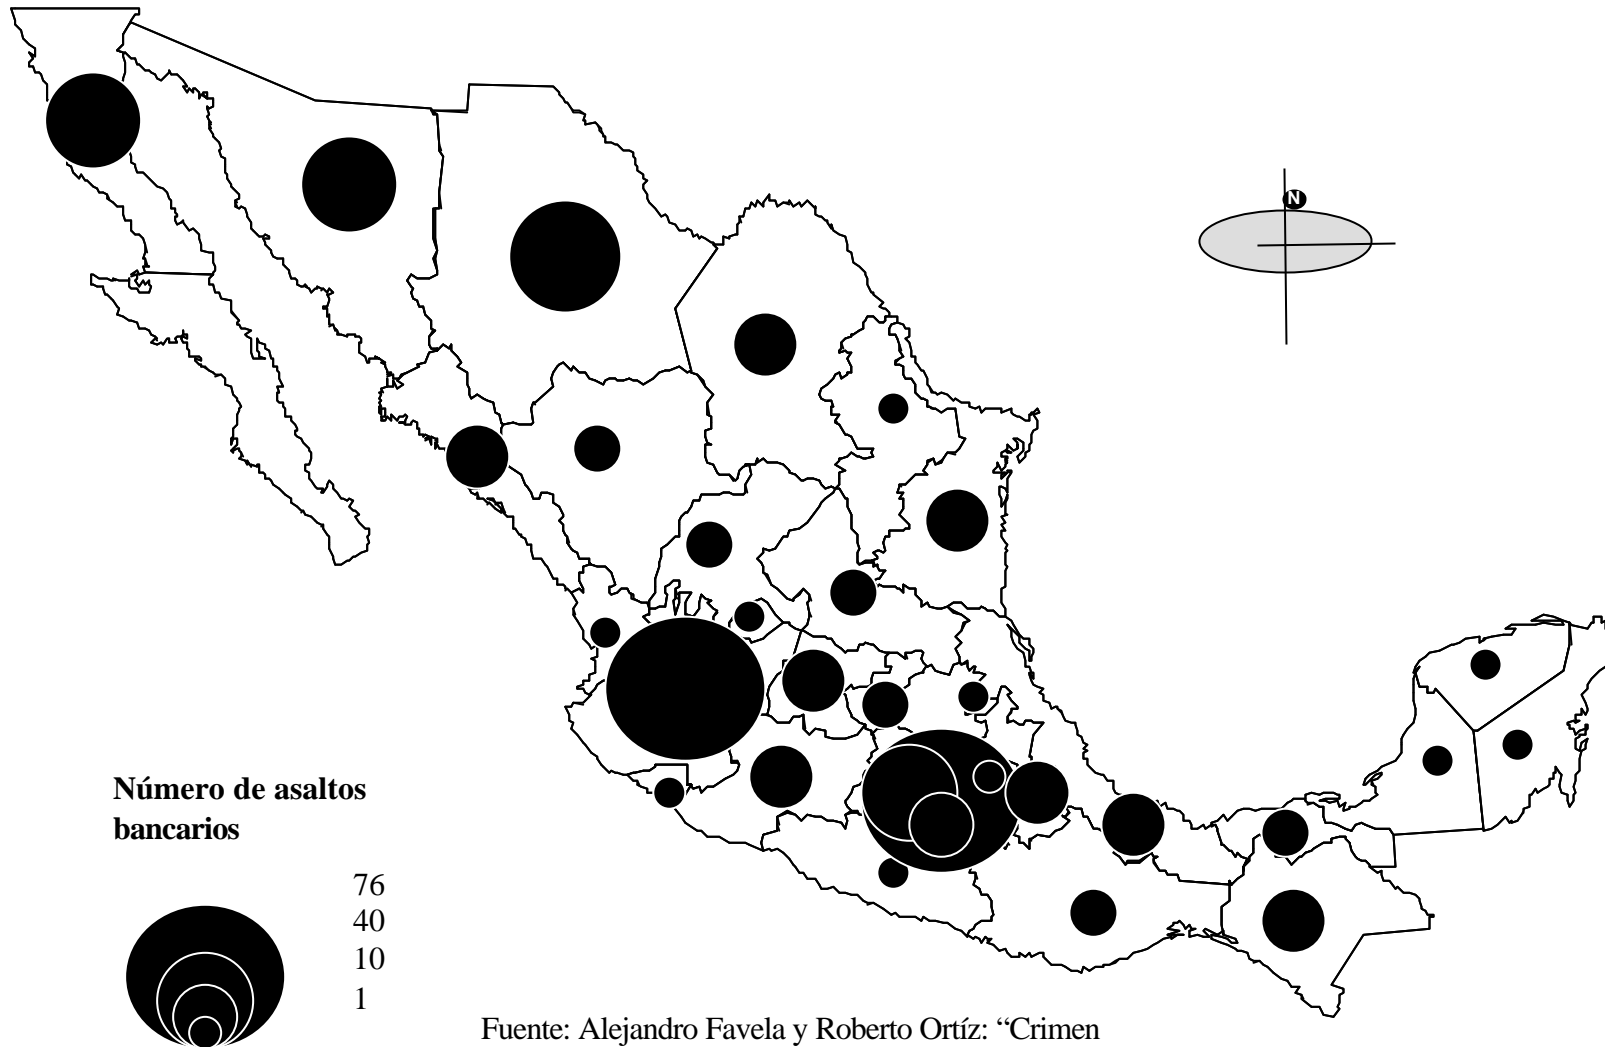 N
Número de asaltos
bancarios
76
40
10
1
Fuente: Alejandro Favela y Roberto Ortíz: “Crimen